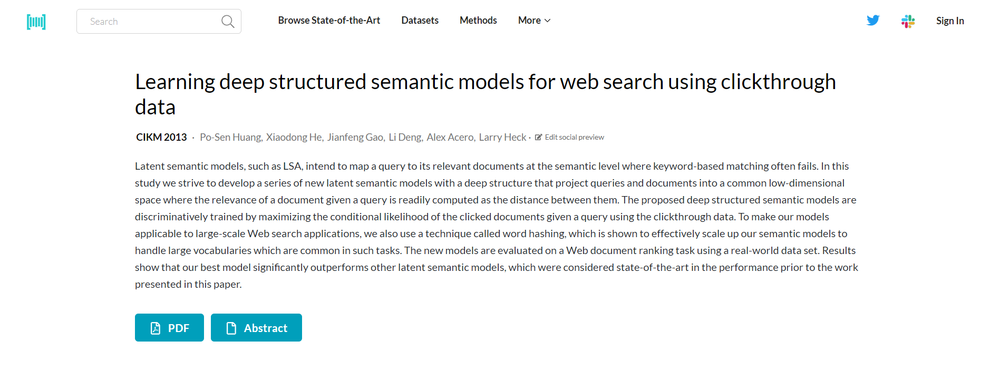 Search
Browse State-of-the-Art Datasets Methods More
Sign In
Learning deep structured semantic models for web search using clickthrough
data
CIKM 2013 · Po-Sen Huang, Xiaodong He, Jianfeng Gao, Li Deng, Alex Acero, Larry Heck · Edit social preview
Latent semantic models, such as LSA, intend to map a query to its relevant documents at the semantic level where keyword-based matching often fails. In this
study we strive to develop a series of new latent semantic models with a deep structure that project queries and documents into a common low-dimensional
space where the relevance of a document given a query is readily computed as the distance between them. The proposed deep structured semantic models are
discriminatively trained by maximizing the conditional likelihood of the clicked documents given a query using the clickthrough data. To make our models
applicable to large-scale Web search applications, we also use a technique called word hashing, which is shown to effectively scale up our semantic models to
handle large vocabularies which are common in such tasks. The new models are evaluated on a Web document ranking task using a real-world data set. Results
show that our best model significantly outperforms other latent semantic models, which were considered state-of-the-art in the performance prior to the work
presented in this paper.
PDF Abstract